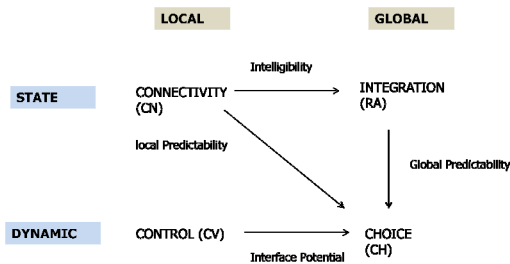 LOCAL
GLOBAL
Intelligibility
STATE
CONNECTIVITY
(CN)
INTEGRATION
(RA)
local Predictability
Global Predictability
DYNAMIC
CONTROL (CV)
CHOICE
(CH)
Interface Potential